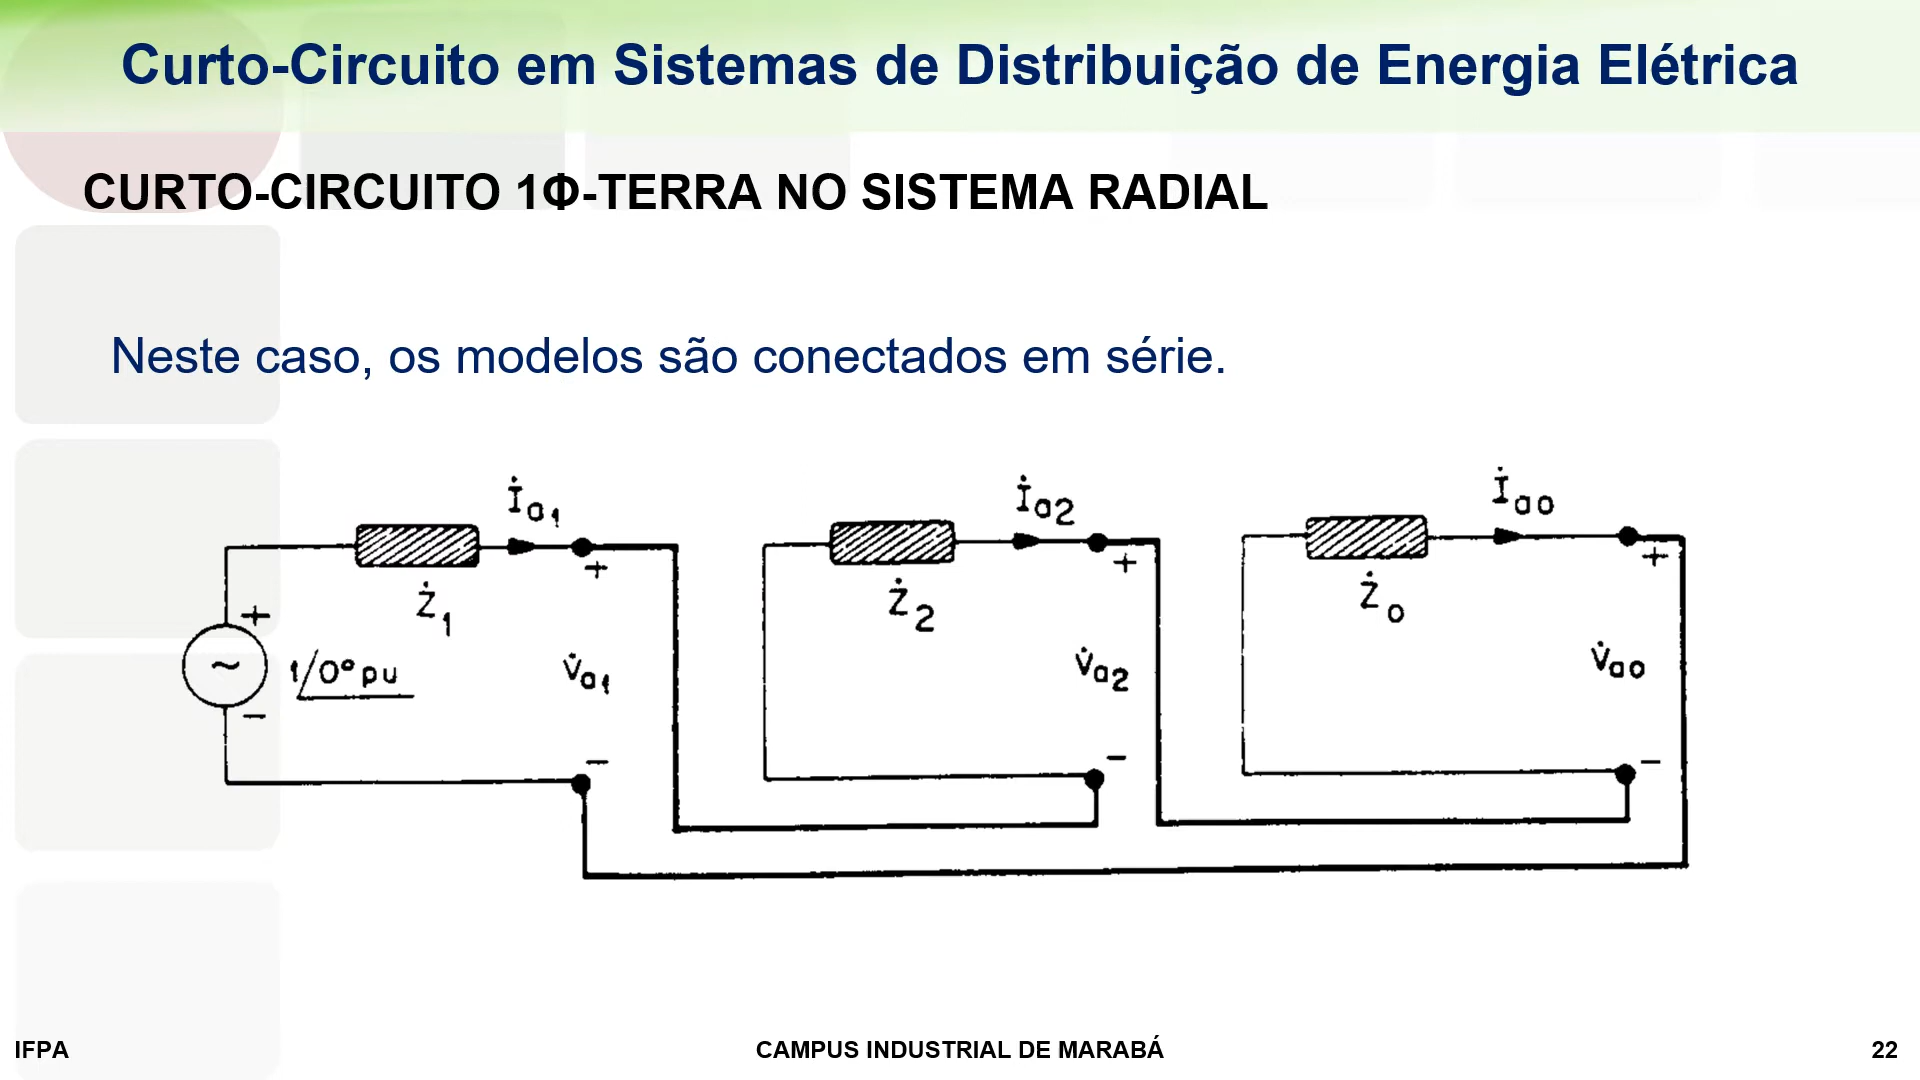 Curto-Circuito em Sistemas de Distribuição de Energia Elétrica
CURTO-CIRCUITO 1Φ-TERRA NO SISTEMA RADIAL
Neste caso, os modelos são conectados em série.
İa1
İa2
İa0
+
+
+
Ż1
Ż2
Ż0
+
~
1/0° pu
V̇a1
V̇a2
V̇a0
−
−
−
−
IFPA
CAMPUS INDUSTRIAL DE MARABÁ
22